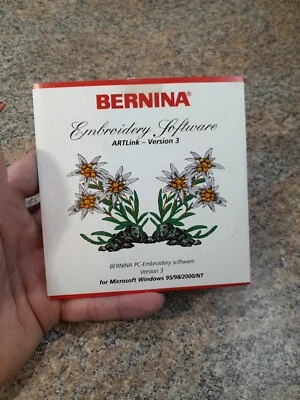 BERNINA®
Embroidery Software
ARTLink – Version 3
BERNINA PC-Embroidery software
Version 3
for Microsoft Windows 95/98/2000/NT